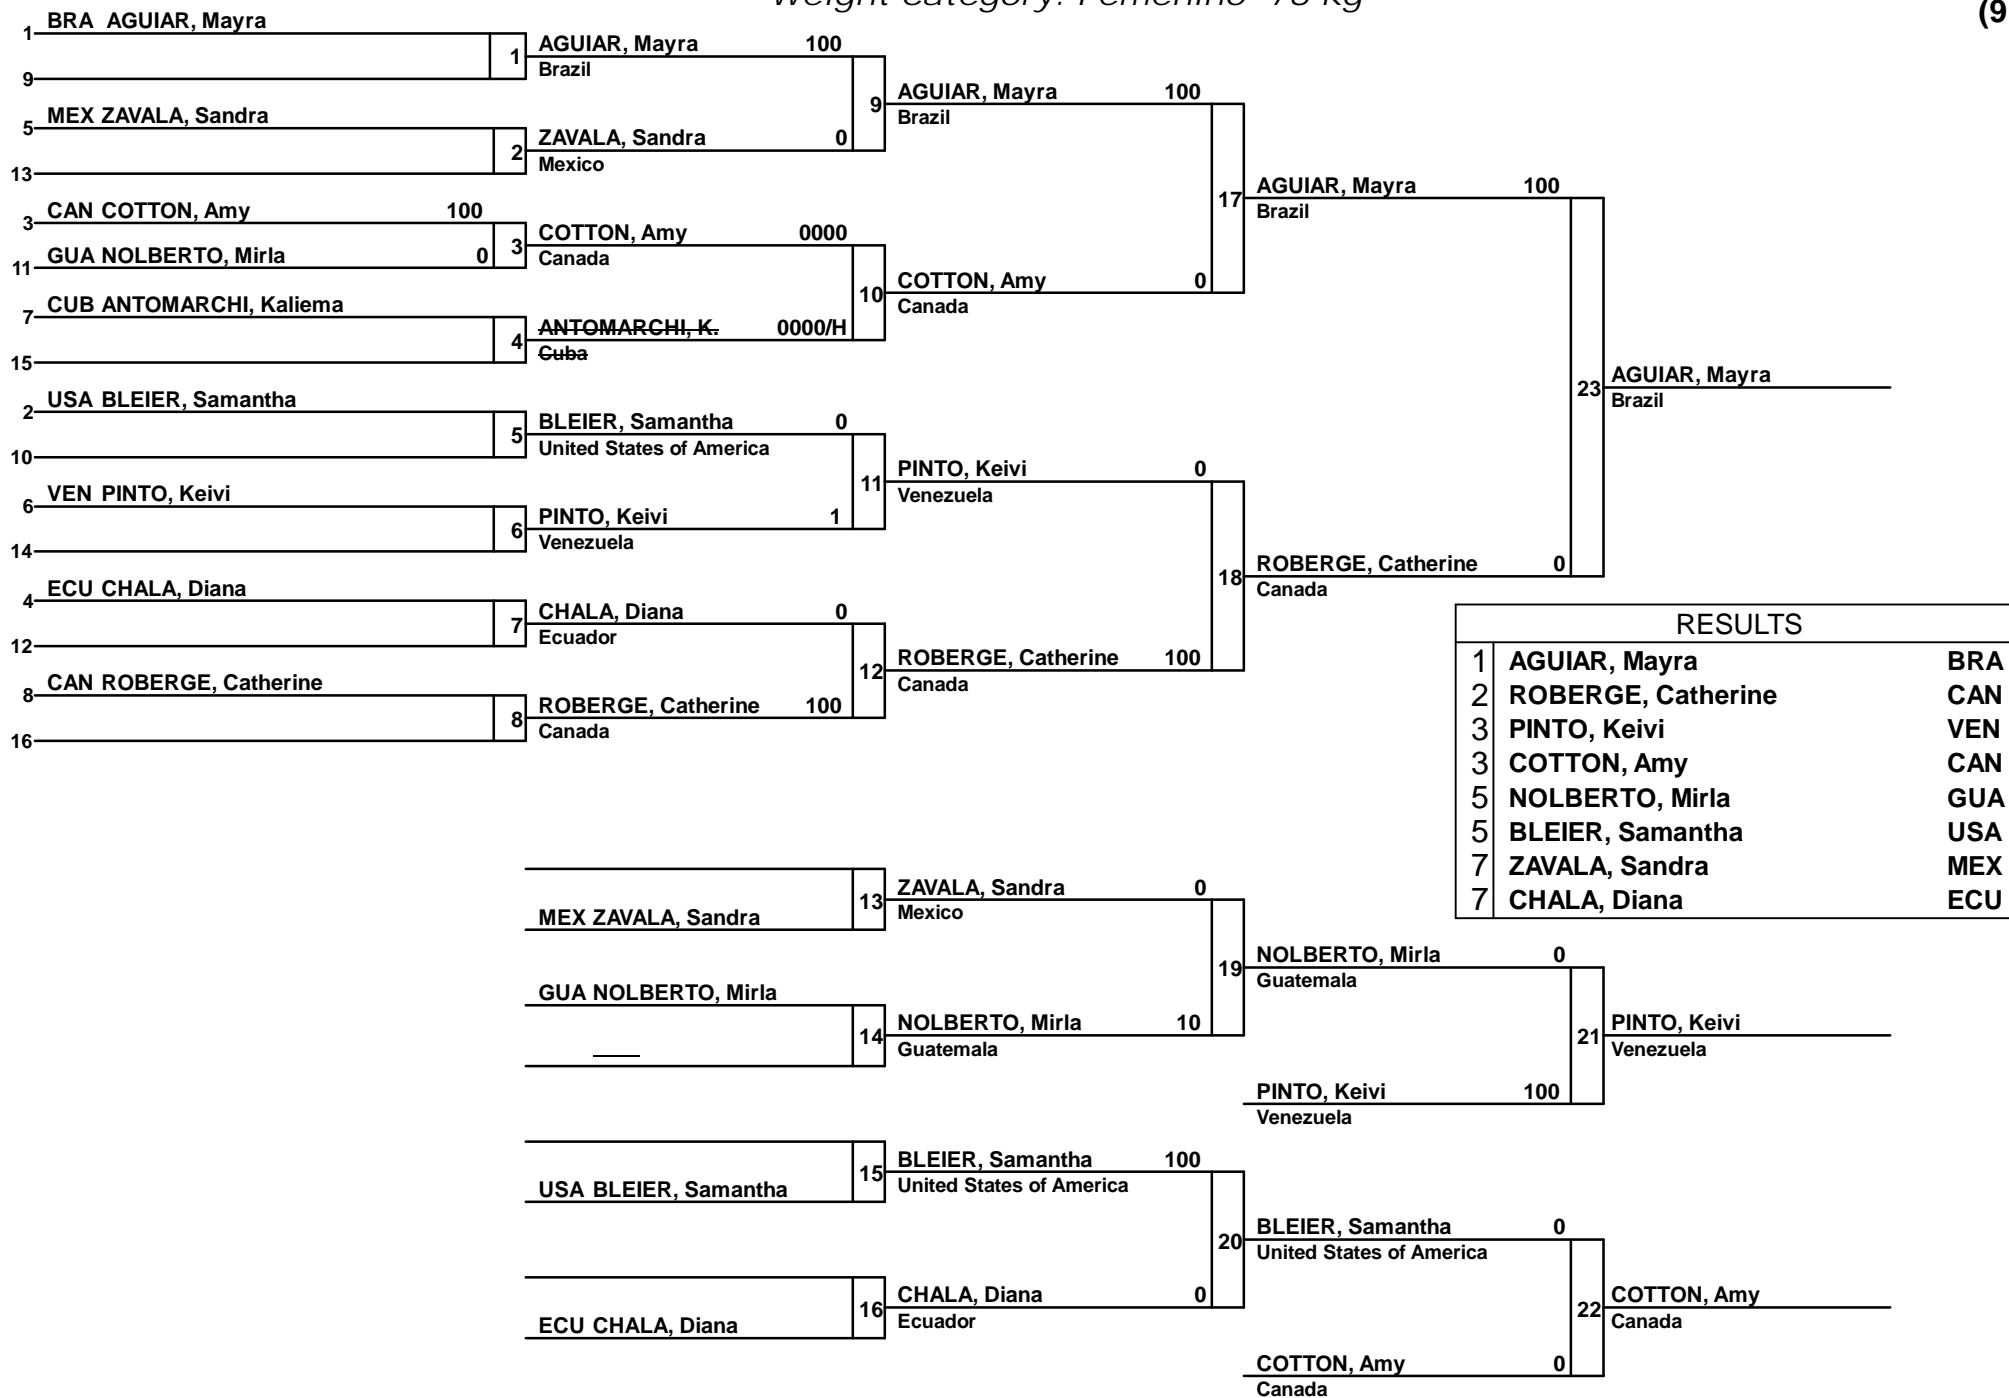 Weight category: Femenino -78 kg
(9
1 BRA AGUIAR, Mayra
9
1 AGUIAR, Mayra 100
Brazil
5 MEX ZAVALA, Sandra
13
2 ZAVALA, Sandra 0
Mexico
9 AGUIAR, Mayra 100
Brazil
3 CAN COTTON, Amy 100
11 GUA NOLBERTO, Mirla 0
3 COTTON, Amy 0000
Canada
7 CUB ANTOMARCHI, Kaliema
15
4 ANTOMARCHI, K. 0000/H
Cuba
10 COTTON, Amy 0
Canada
17 AGUIAR, Mayra 100
Brazil
2 USA BLEIER, Samantha
10
5 BLEIER, Samantha 0
United States of America
6 VEN PINTO, Keivi
14
6 PINTO, Keivi 1
Venezuela
11 PINTO, Keivi 0
Venezuela
4 ECU CHALA, Diana
12
7 CHALA, Diana 0
Ecuador
8 CAN ROBERGE, Catherine
16
8 ROBERGE, Catherine 100
Canada
12 ROBERGE, Catherine 100
Canada
18 ROBERGE, Catherine 0
Canada
23 AGUIAR, Mayra
Brazil
RESULTS
1 AGUIAR, Mayra BRA
2 ROBERGE, Catherine CAN
3 PINTO, Keivi VEN
3 COTTON, Amy CAN
5 NOLBERTO, Mirla GUA
5 BLEIER, Samantha USA
7 ZAVALA, Sandra MEX
7 CHALA, Diana ECU
MEX ZAVALA, Sandra
13 ZAVALA, Sandra 0
Mexico
GUA NOLBERTO, Mirla
14 NOLBERTO, Mirla 10
Guatemala
19 NOLBERTO, Mirla 0
Guatemala
PINTO, Keivi 100
Venezuela
21 PINTO, Keivi
Venezuela
USA BLEIER, Samantha
15 BLEIER, Samantha 100
United States of America
ECU CHALA, Diana
16 CHALA, Diana 0
Ecuador
20 BLEIER, Samantha 0
United States of America
COTTON, Amy 0
Canada
22 COTTON, Amy
Canada